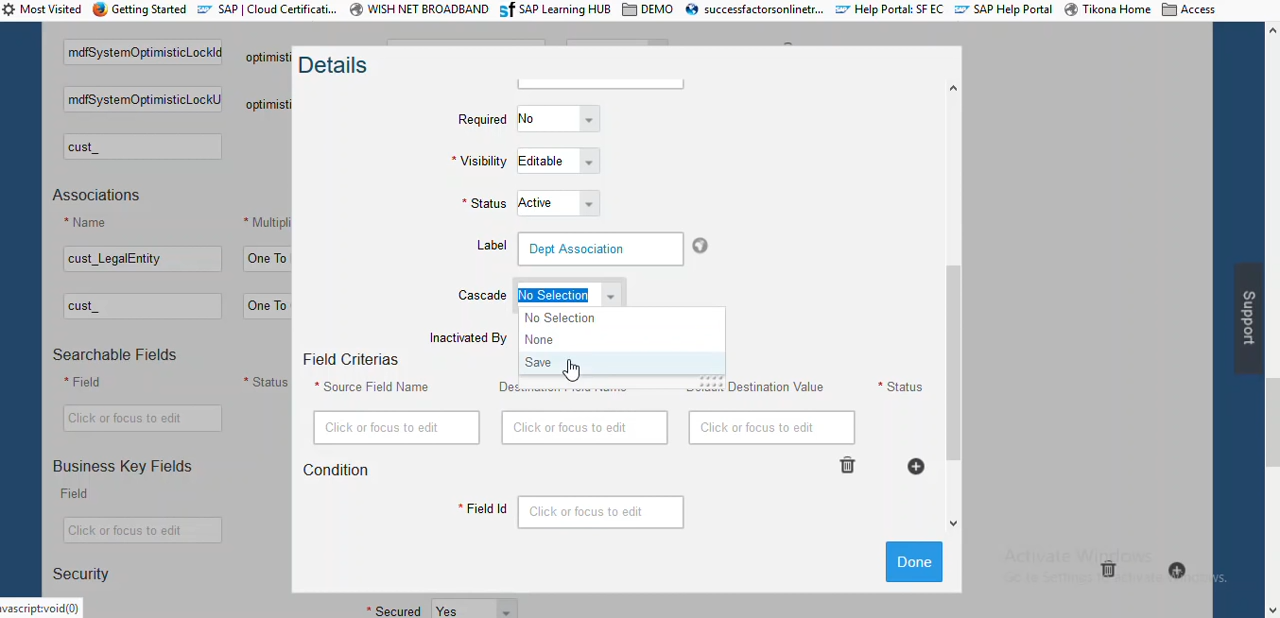 Most Visited Getting Started SAP | Cloud Certificati... WISH NET BROADBAND SAP Learning HUB DEMO successfactorsonlinetr... Help Portal: SF EC SAP Help Portal Tikona Home Access
mdfSystemOptimisticLockId optimisti
Details
mdfSystemOptimisticLockU optimisti
Required No
cust_
* Visibility Editable
Associations
* Status Active
* Name * Multipli
Label Dept Association
cust_LegalEntity One To
Cascade No Selection
cust_ One To
No Selection
Inactivated By None
Searchable Fields
Field Criterias
Save
* Field * Status
* Source Field Name Destination Field Name Default Destination Value * Status
Click or focus to edit
Click or focus to edit Click or focus to edit Click or focus to edit
Business Key Fields
Condition
Field
* Field Id Click or focus to edit
Click or focus to edit
Done
Activate Windows
Security
Go to Settings to activate Windows.
vascript:void(0)
* Secured Yes
Support